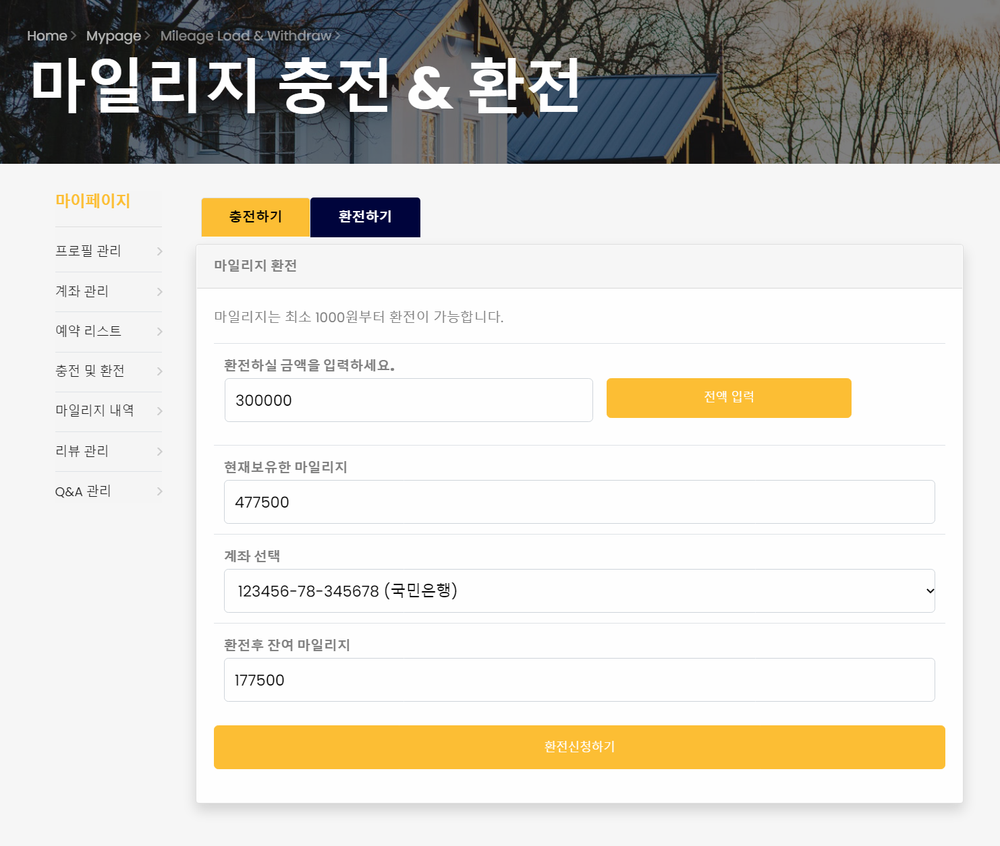 Home > Mypage > Mileage Load & Withdraw >
마일리지 충전 & 환전
마이페이지
프로필 관리
계좌 관리
예약 리스트
충전 및 환전
마일리지 내역
리뷰 관리
Q&A 관리
충전하기 환전하기
마일리지 환전
마일리지는 최소 1000원부터 환전이 가능합니다.
환전하실 금액을 입력하세요.
300000 전액 입력
현재보유한 마일리지
477500
계좌 선택
123456-78-345678 (국민은행)
환전후 잔여 마일리지
177500
환전신청하기